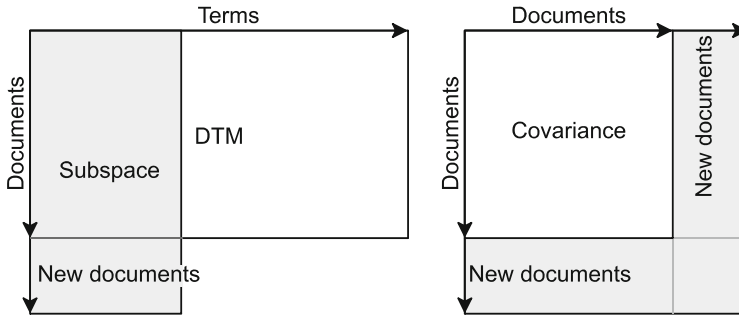 Terms
Documents
DTM
Subspace
New documents
Documents
Documents
Covariance
New documents
New documents